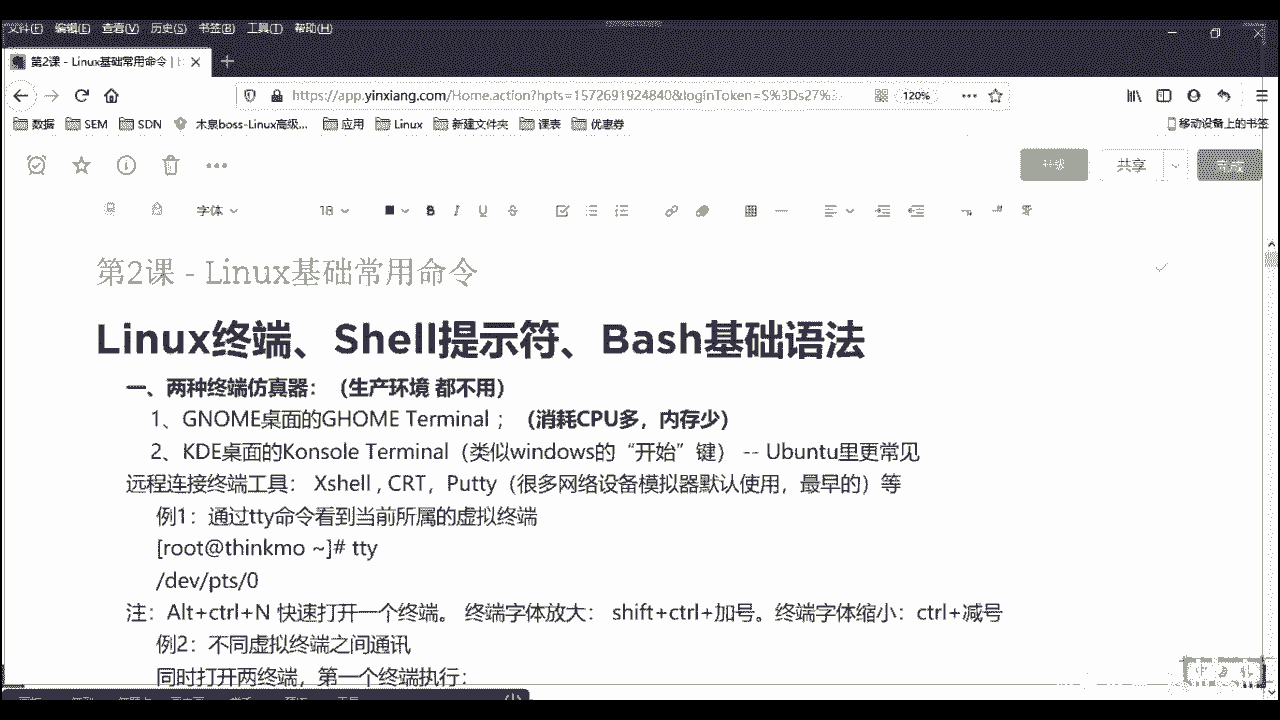 文件(F) 编辑(E) 查看(V) 历史(S) 书签(B) 工具(T) 帮助(H)
第2课 - Linux基础常用命令 |
https://app.yinxiang.com/Home.action?hpts=1572691924840&loginToken=S%3Ds27%3 120%
数据 SEM SDN 木泉boss-Linux高级... 应用 Linux 新建文件夹 课表 优惠券 移动设备上的书签
升级 共享 完成
字体 18 B I U S
第2课 - Linux基础常用命令
Linux终端、Shell提示符、Bash基础语法
一、两种终端仿真器：（生产环境 都不用）
1、GNOME桌面的GHOME Terminal ； （消耗CPU多，内存少）
2、KDE桌面的Konsole Terminal（类似windows的“开始”键） -- Ubuntu里更常见
远程连接终端工具： Xshell , CRT，Putty（很多网络设备模拟器默认使用，最早的）等
例1：通过tty命令看到当前所属的虚拟终端
[root@thinkmo ~]# tty
/dev/pts/0
注：Alt+ctrl+N 快速打开一个终端。 终端字体放大： shift+ctrl+加号。终端字体缩小：ctrl+减号
例2：不同虚拟终端之间通讯
同时打开两终端，第一个终端执行：